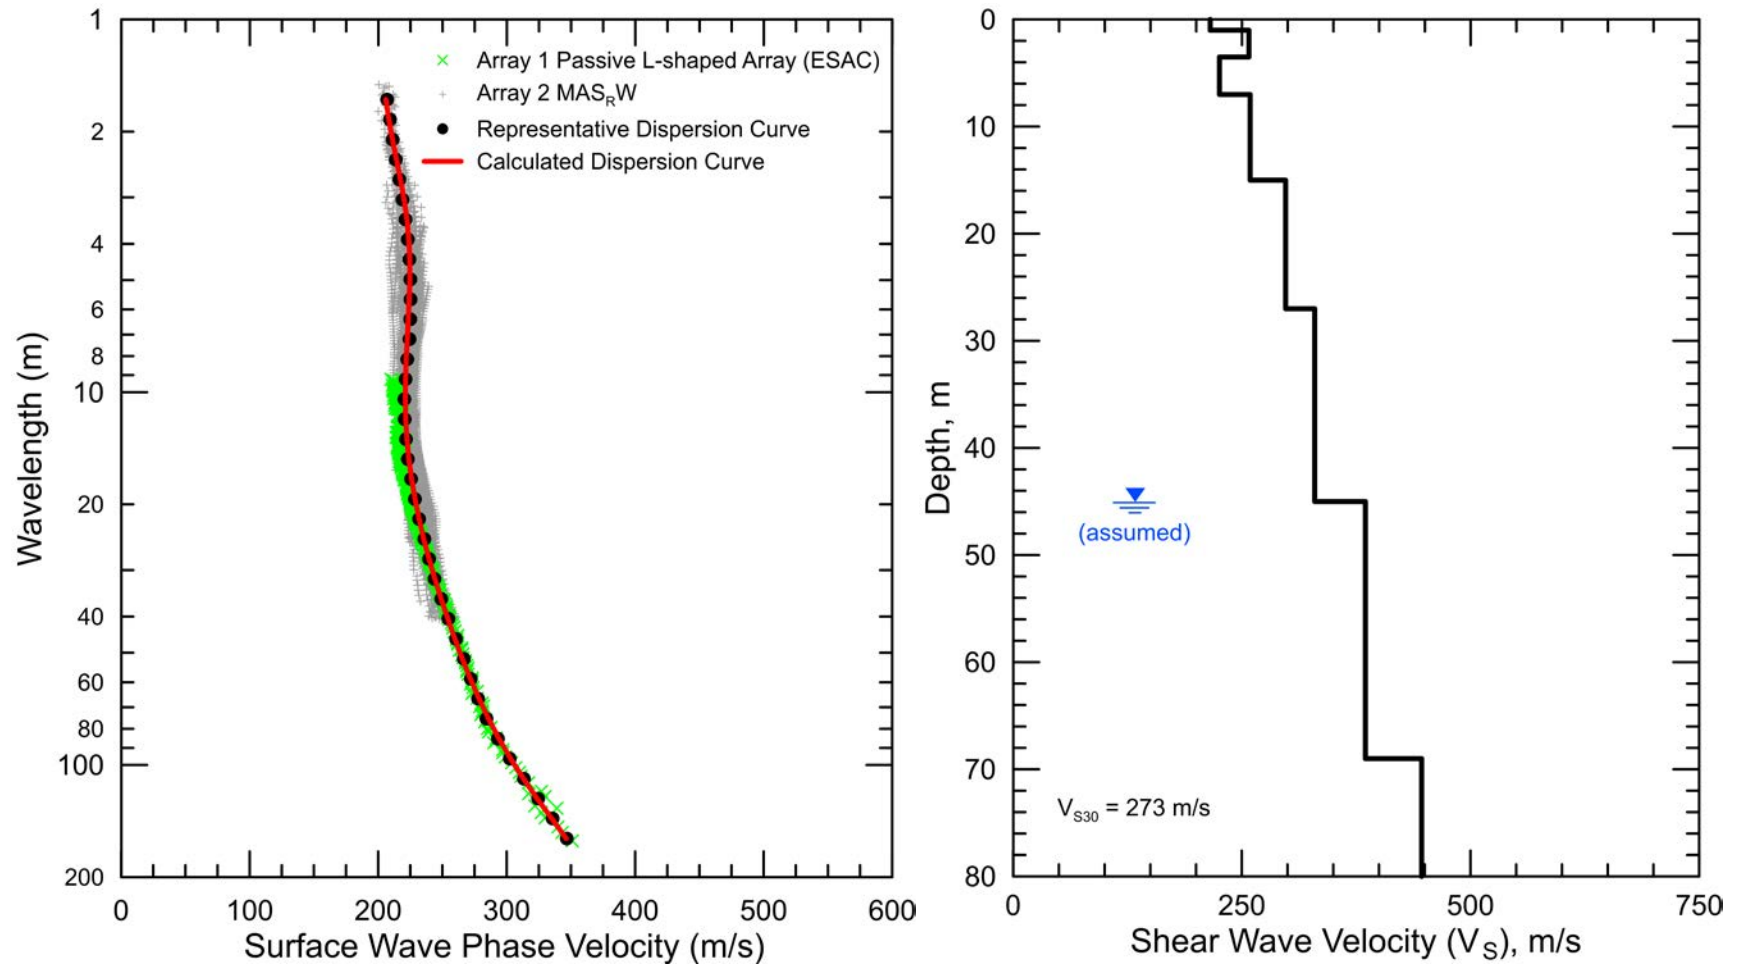 1
2
4
6
8
10
20
40
60
80
100
200
Wavelength (m)
0 100 200 300 400 500 600
Surface Wave Phase Velocity (m/s)
Array 1 Passive L-shaped Array (ESAC)
Array 2 MASRW
Representative Dispersion Curve
Calculated Dispersion Curve
0
10
20
30
40
50
60
70
80
Depth, m
(assumed)
VS30 = 273 m/s
0 250 500 750
Shear Wave Velocity (VS), m/s